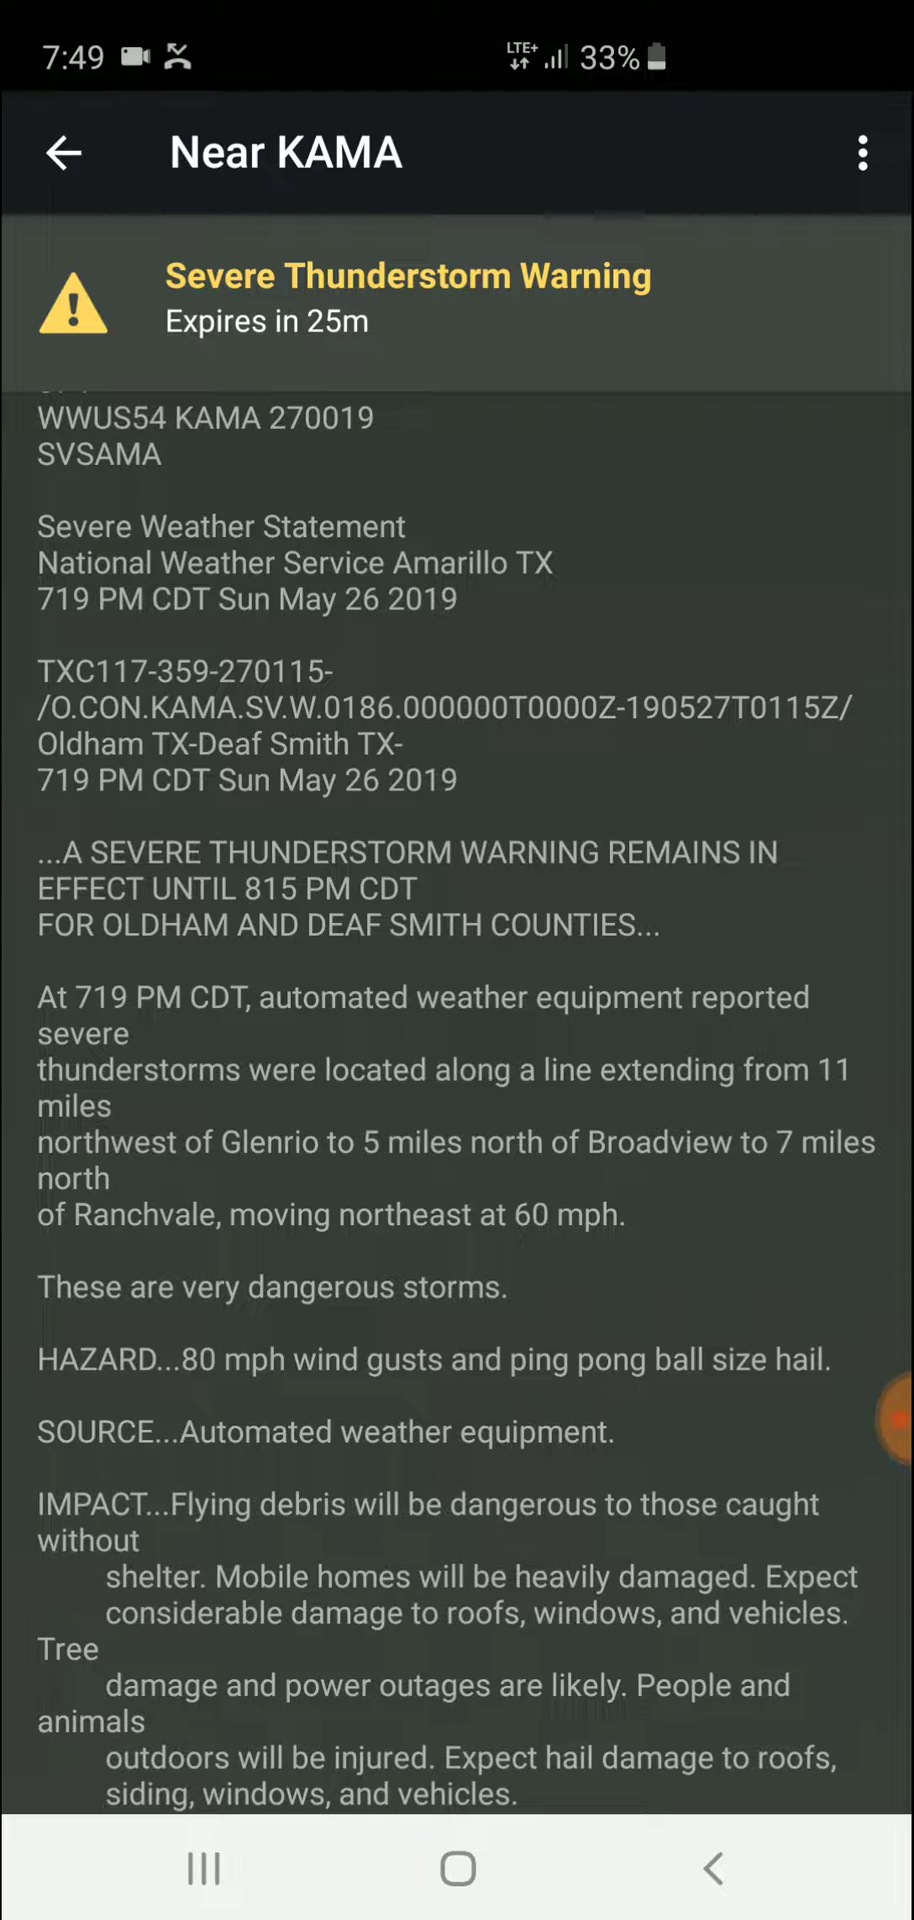 7:49
LTE+
33%
Near KAMA
Severe Thunderstorm Warning
Expires in 25m
WWUS54 KAMA 270019
SVSAMA
Severe Weather Statement
National Weather Service Amarillo TX
719 PM CDT Sun May 26 2019
TXC117-359-270115-
/O.CON.KAMA.SV.W.0186.000000T0000Z-190527T0115Z/
Oldham TX-Deaf Smith TX-
719 PM CDT Sun May 26 2019
...A SEVERE THUNDERSTORM WARNING REMAINS IN
EFFECT UNTIL 815 PM CDT
FOR OLDHAM AND DEAF SMITH COUNTIES...
At 719 PM CDT, automated weather equipment reported
severe
thunderstorms were located along a line extending from 11
miles
northwest of Glenrio to 5 miles north of Broadview to 7 miles
north
of Ranchvale, moving northeast at 60 mph.
These are very dangerous storms.
HAZARD...80 mph wind gusts and ping pong ball size hail.
SOURCE...Automated weather equipment.
IMPACT...Flying debris will be dangerous to those caught
without
shelter. Mobile homes will be heavily damaged. Expect
considerable damage to roofs, windows, and vehicles.
Tree
damage and power outages are likely. People and
animals
outdoors will be injured. Expect hail damage to roofs,
siding, windows, and vehicles.